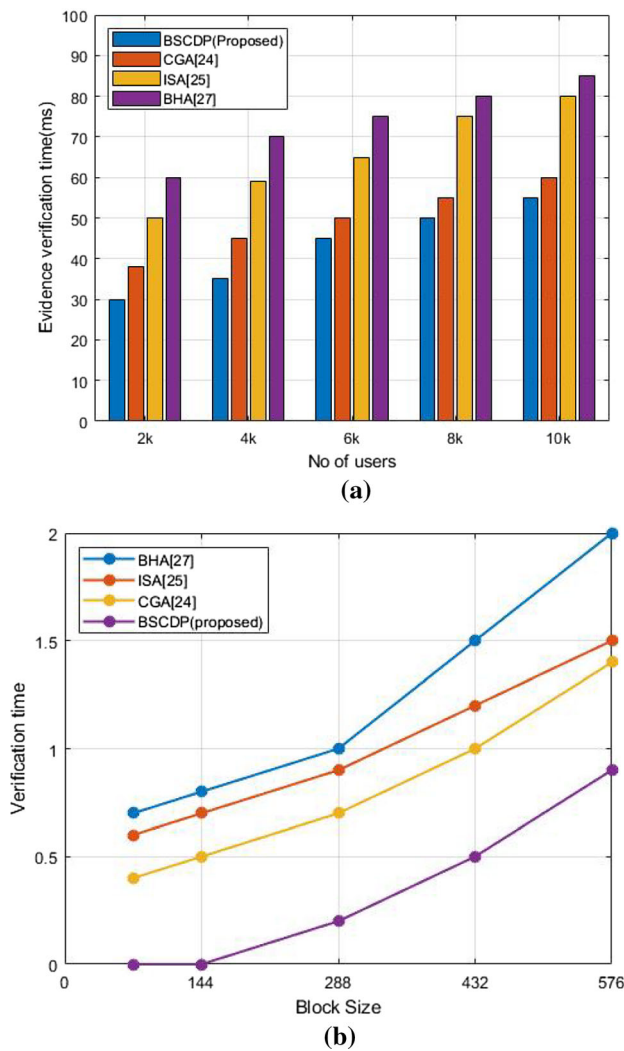 100
90
80
70
60
50
40
30
20
10
0
Evidence verification time(ms)
BSCDP(Proposed)
CGA[24]
ISA[25]
BHA[27]
2k 4k 6k 8k 10k
No of users
(a)
2
1.5
1
0.5
0
Verification time
BHA[27]
ISA[25]
CGA[24]
BSCDP(proposed)
0 144 288 432 576
Block Size
(b)